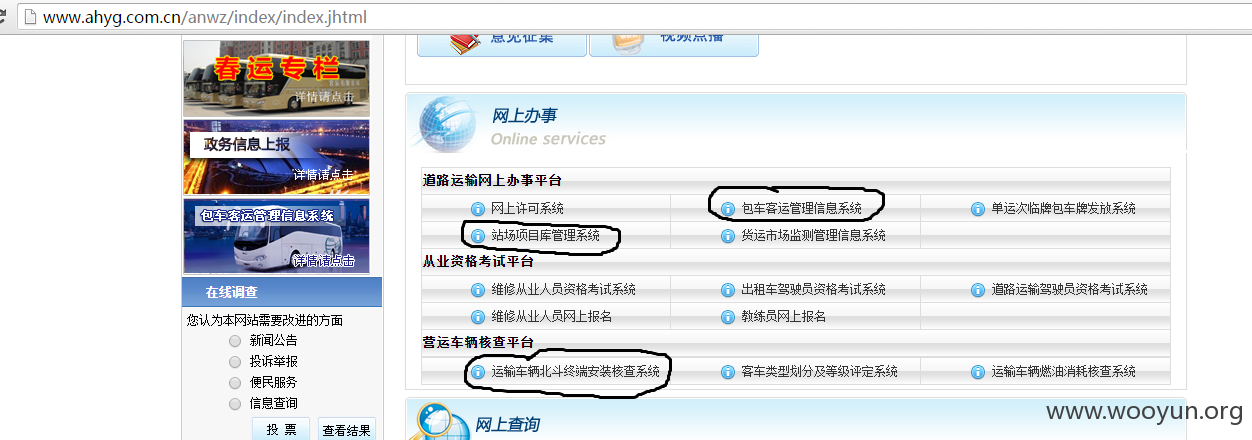 www.ahyg.com.cn/anwz/index/index.jhtml
意见征集 视频点播
春运专栏
详情请点击
政务信息上报
详情请点击
包车客运管理信息系统
详情请点击
在线调查
您认为本网站需要改进的方面
新闻公告
投诉举报
便民服务
信息查询
投 票 查看结果
网上办事
Online services
道路运输网上办事平台
网上许可系统 包车客运管理信息系统 单运次临牌包车牌发放系统
站场项目库管理系统 货运市场监测管理信息系统
从业资格考试平台
维修从业人员资格考试系统 出租车驾驶员资格考试系统 道路运输驾驶员资格考试系统
维修从业人员网上报名 教练员网上报名
营运车辆核查平台
运输车辆北斗终端安装核查系统 客车类型划分及等级评定系统 运输车辆燃油消耗核查系统
网上查询
www.wooyun.org